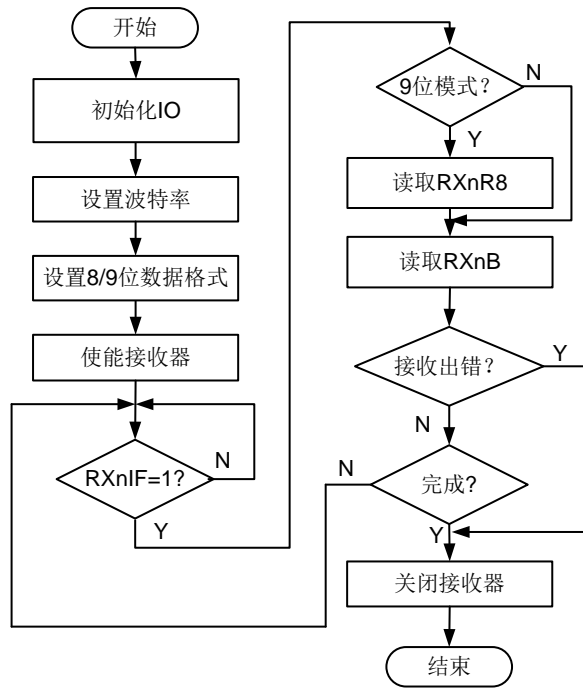 开始
初始化IO
设置波特率
设置8/9位数据格式
使能接收器
RXnIF=1?
N
Y
9位模式？
N
Y
读取RXnR8
读取RXnB
接收出错？
Y
N
完成?
N
Y
关闭接收器
结束